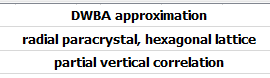 DWBA approximation
radial paracrystal, hexagonal lattice
partial vertical correlation